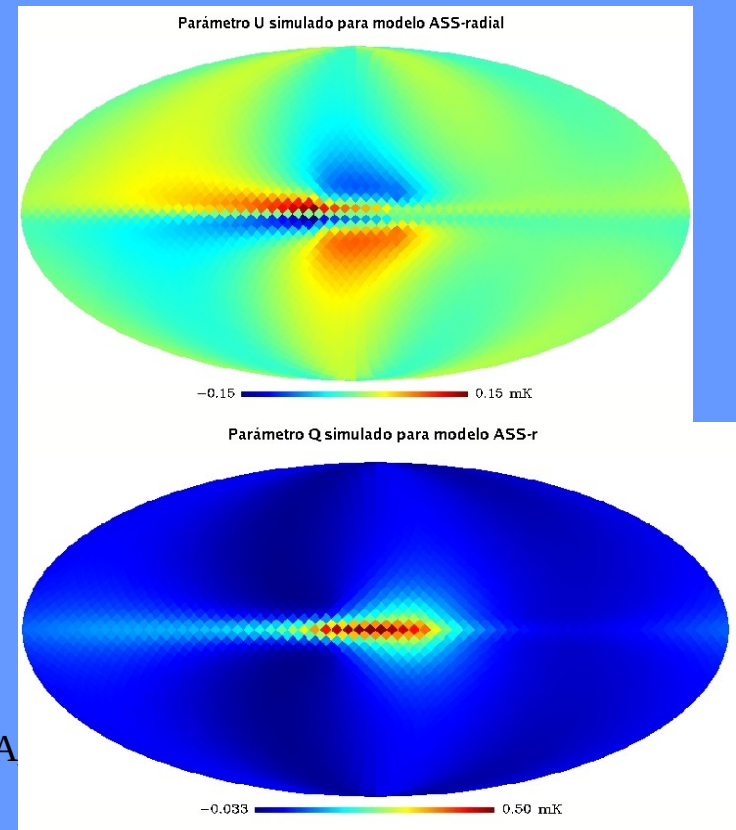 Parámetro U simulado para modelo ASS-radial
−0.15 0.15 mK
Parámetro Q simulado para modelo ASS-r
A
−0.033 0.50 mK